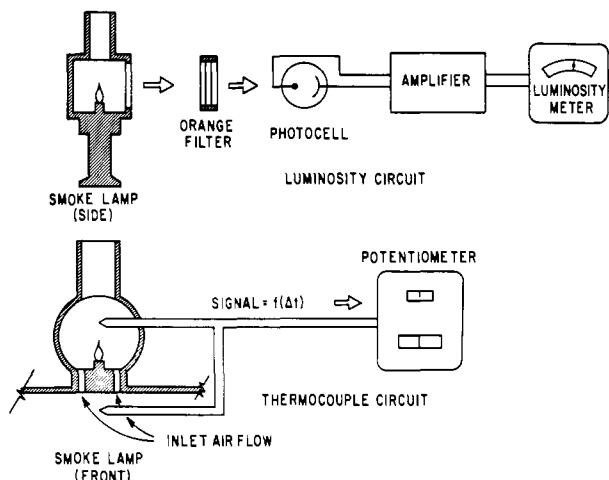 AMPLIFIER
LUMINOSITY
METER
ORANGE
FILTER
PHOTOCELL
LUMINOSITY CIRCUIT
SMOKE LAMP
(SIDE)
POTENTIOMETER
SIGNAL = f(Δt)
THERMOCOUPLE CIRCUIT
INLET AIR FLOW
SMOKE LAMP
(FRONT)